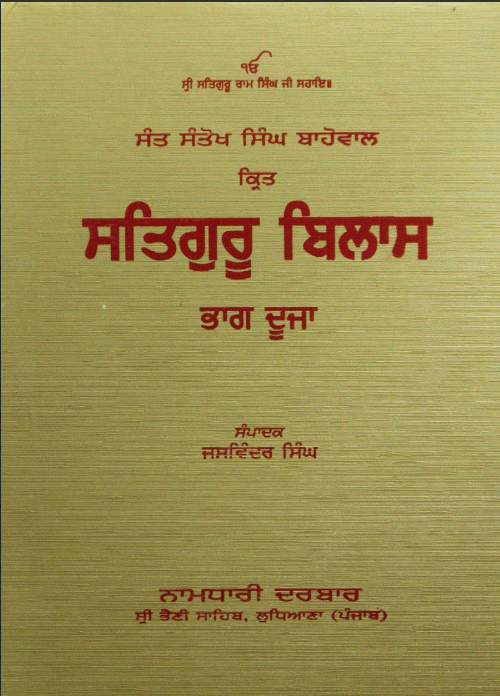 ੴ
ਸ੍ਰੀ ਸਤਿਗੁਰੂ ਰਾਮ ਸਿੰਘ ਜੀ ਸਹਾਇ॥
ਸੰਤ ਸੰਤੋਖ ਸਿੰਘ ਬਾਹੋਵਾਲ
ਕ੍ਰਿਤ
ਸਤਿਗੁਰੂ ਬਿਲਾਸ
ਭਾਗ ਦੂਜਾ
ਸੰਪਾਦਕ
ਜਸਵਿੰਦਰ ਸਿੰਘ
ਨਾਮਧਾਰੀ ਦਰਬਾਰ
ਸ੍ਰੀ ਭੈਣੀ ਸਾਹਿਬ, ਲੁਧਿਆਣਾ (ਪੰਜਾਬ)